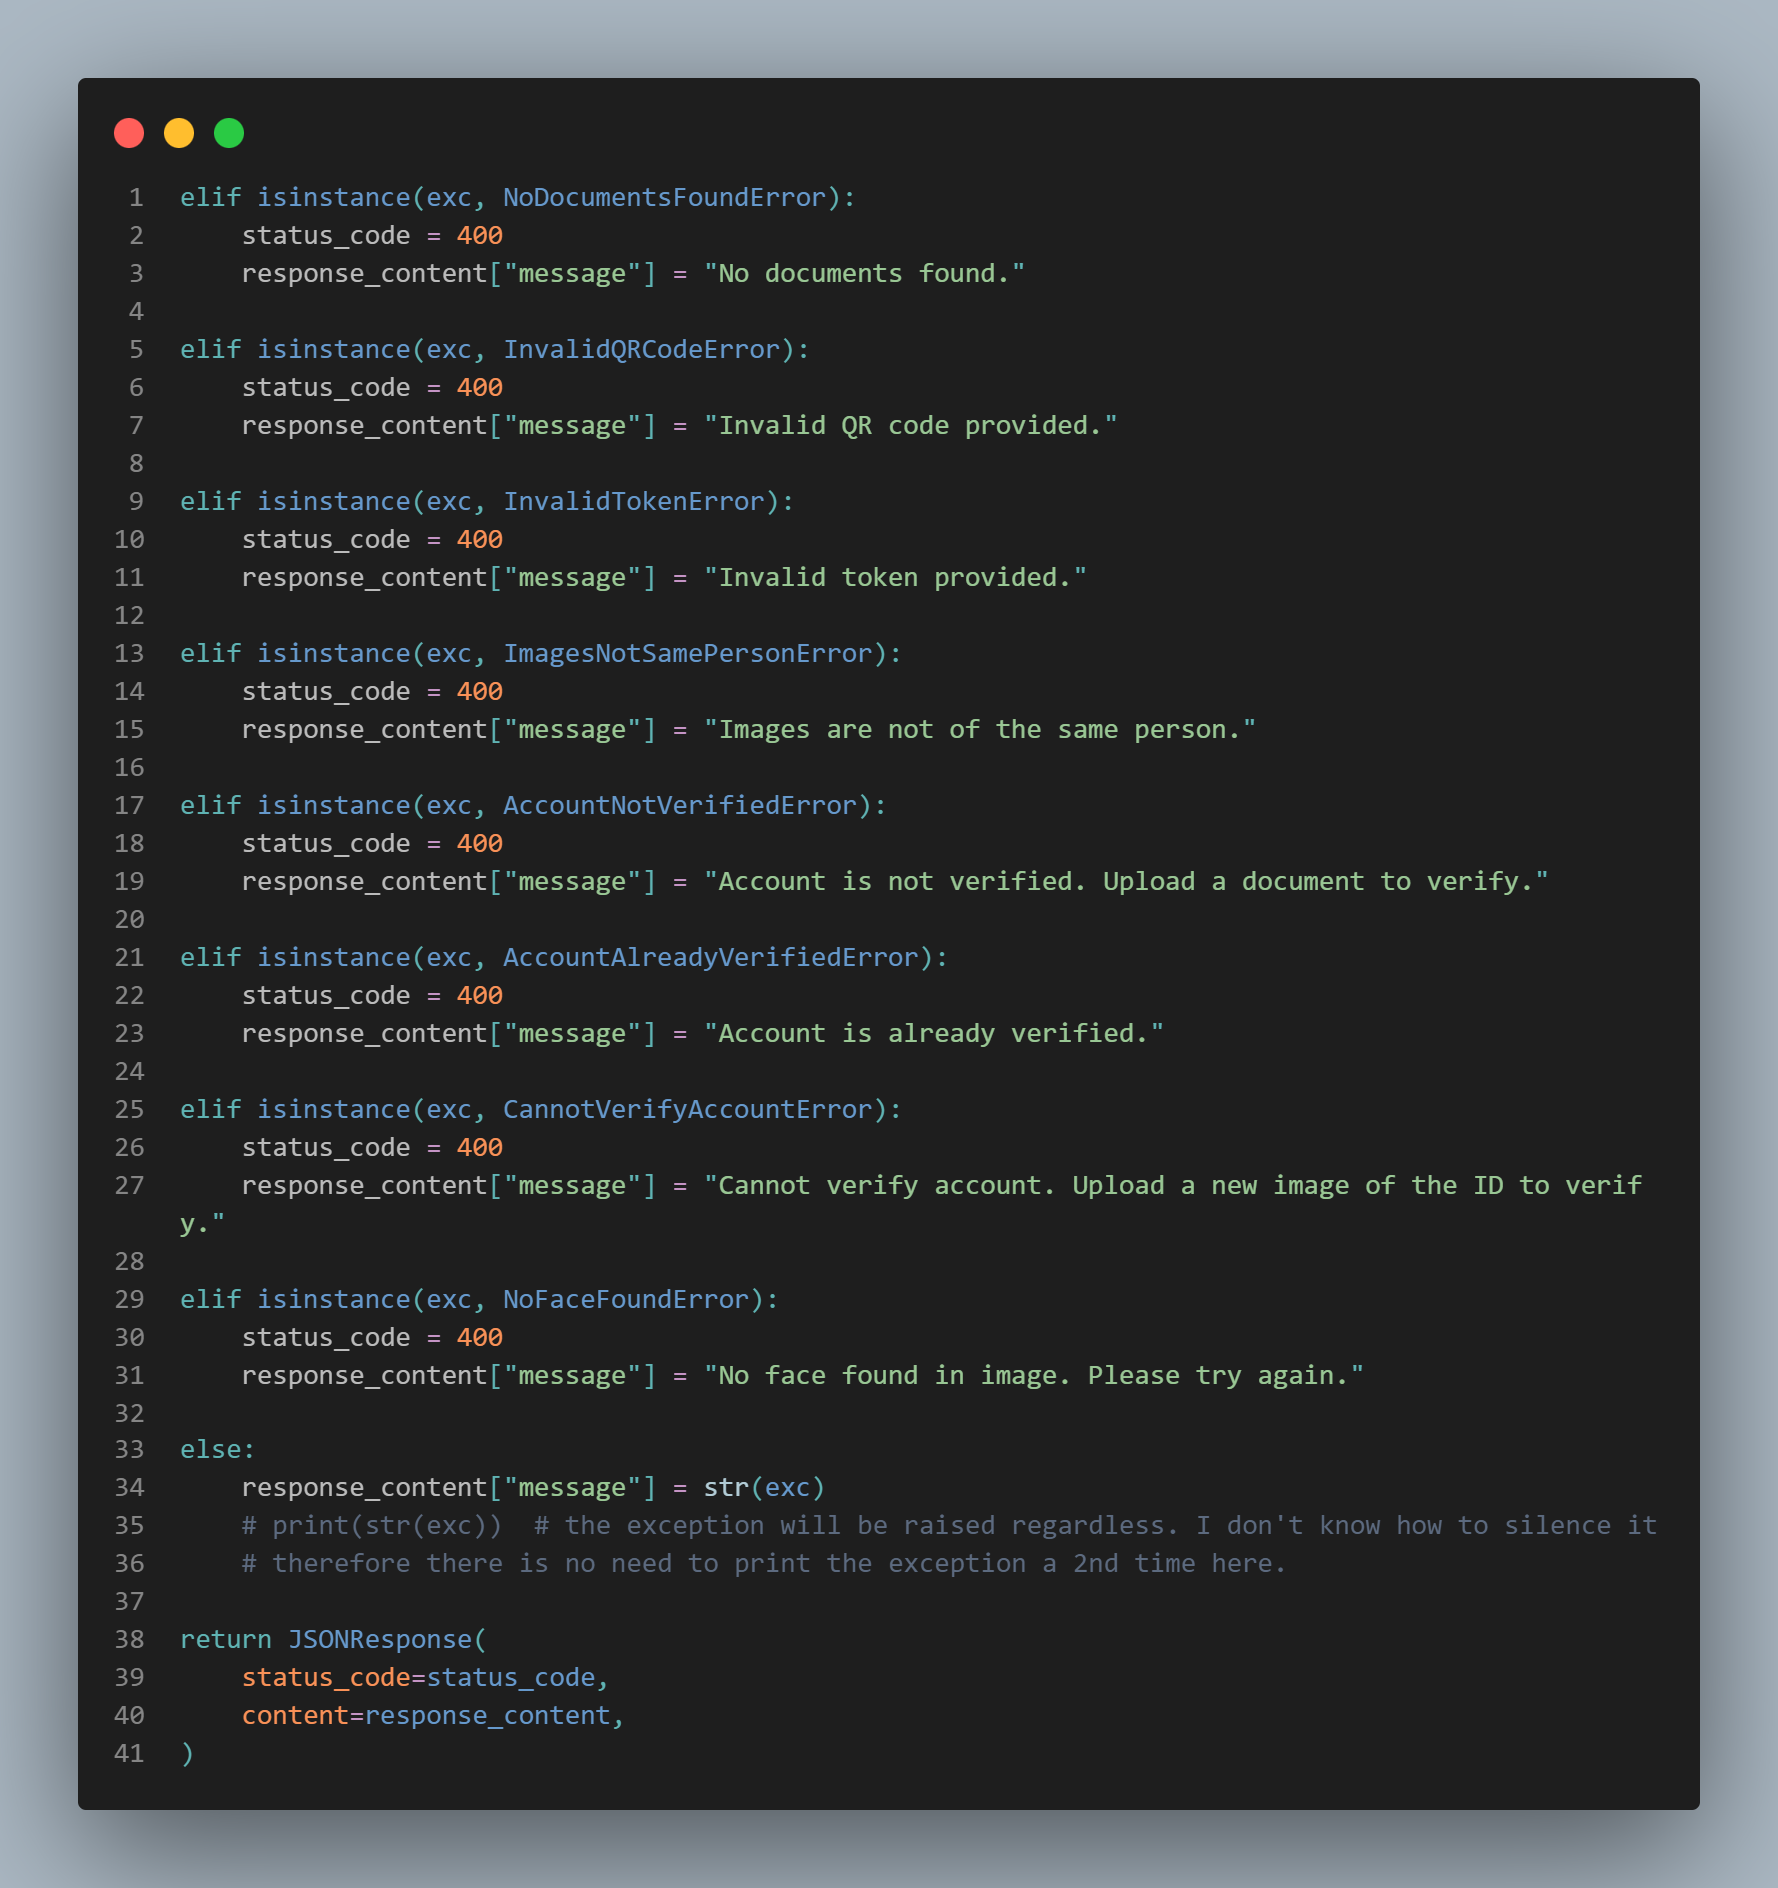 1 elif isinstance(exc, NoDocumentsFoundError):
2     status_code = 400
3     response_content["message"] = "No documents found."
4
5 elif isinstance(exc, InvalidQRCodeError):
6     status_code = 400
7     response_content["message"] = "Invalid QR code provided."
8
9 elif isinstance(exc, InvalidTokenError):
10     status_code = 400
11     response_content["message"] = "Invalid token provided."
12
13 elif isinstance(exc, ImagesNotSamePersonError):
14     status_code = 400
15     response_content["message"] = "Images are not of the same person."
16
17 elif isinstance(exc, AccountNotVerifiedError):
18     status_code = 400
19     response_content["message"] = "Account is not verified. Upload a document to verify."
20
21 elif isinstance(exc, AccountAlreadyVerifiedError):
22     status_code = 400
23     response_content["message"] = "Account is already verified."
24
25 elif isinstance(exc, CannotVerifyAccountError):
26     status_code = 400
27     response_content["message"] = "Cannot verify account. Upload a new image of the ID to verif
y."
28
29 elif isinstance(exc, NoFaceFoundError):
30     status_code = 400
31     response_content["message"] = "No face found in image. Please try again."
32
33 else:
34     response_content["message"] = str(exc)
35     # print(str(exc))  # the exception will be raised regardless. I don't know how to silence it
36     # therefore there is no need to print the exception a 2nd time here.
37
38 return JSONResponse(
39     status_code=status_code,
40     content=response_content,
41 )